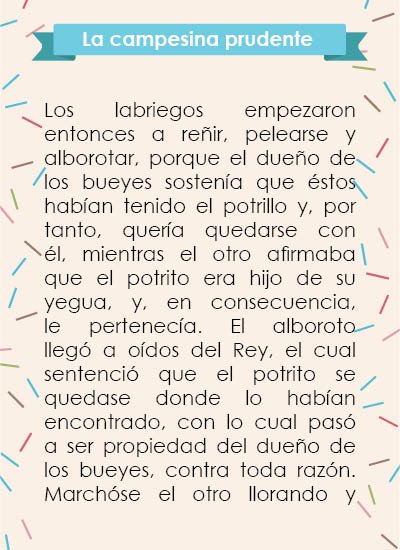 La campesina prudente
Los labriegos empezaron
entonces a reñir, pelearse y
alborotar, porque el dueño de
los bueyes sostenía que éstos
habían tenido el potrillo y, por
tanto, quería quedarse con
él, mientras el otro afirmaba
que el potrito era hijo de su
yegua, y, en consecuencia,
le pertenecía. El alboroto
llegó a oídos del Rey, el cual
sentenció que el potrito se
quedase donde lo habían
encontrado, con lo cual pasó
a ser propiedad del dueño de
los bueyes, contra toda razón.
Marchóse el otro llorando y